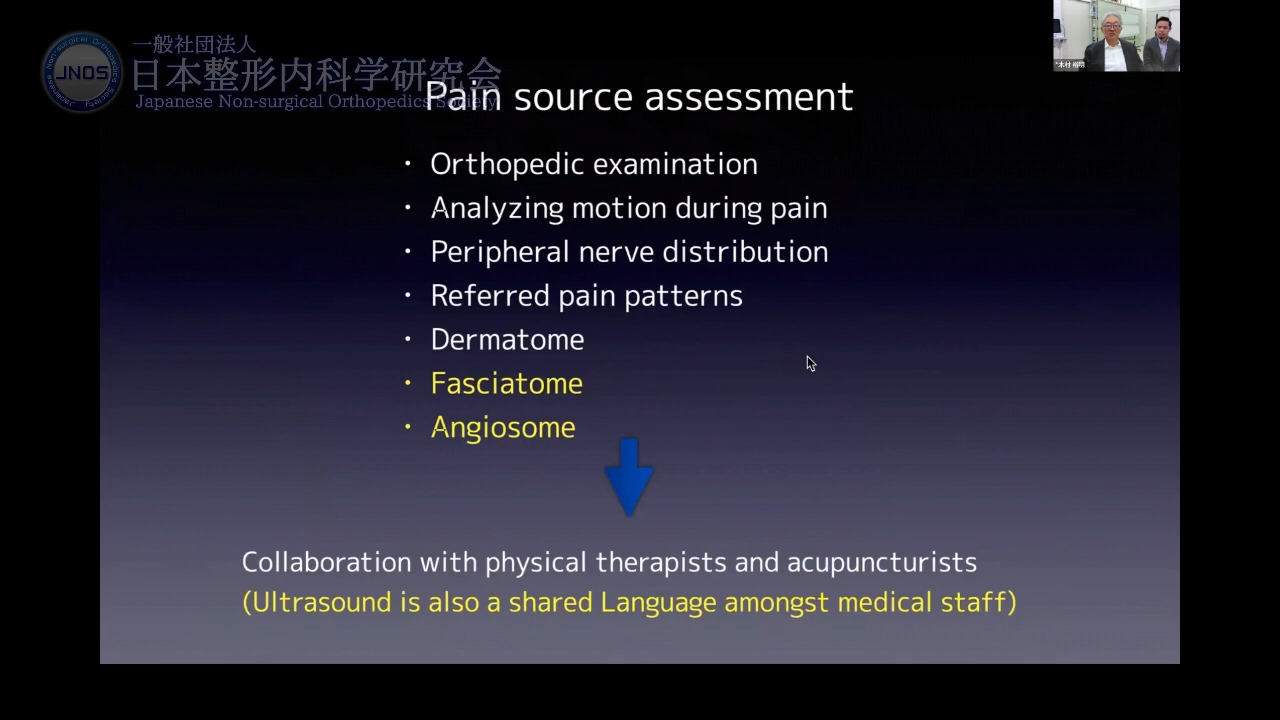 一般社団法人
日本整形内科学研究会
Japanese Non-surgical Orthopedics Society
JNOS
Pain source assessment
・ Orthopedic examination
・ Analyzing motion during pain
・ Peripheral nerve distribution
・ Referred pain patterns
・ Dermatome
・ Fasciatome
・ Angiosome
Collaboration with physical therapists and acupuncturists
(Ultrasound is also a shared Language amongst medical staff)